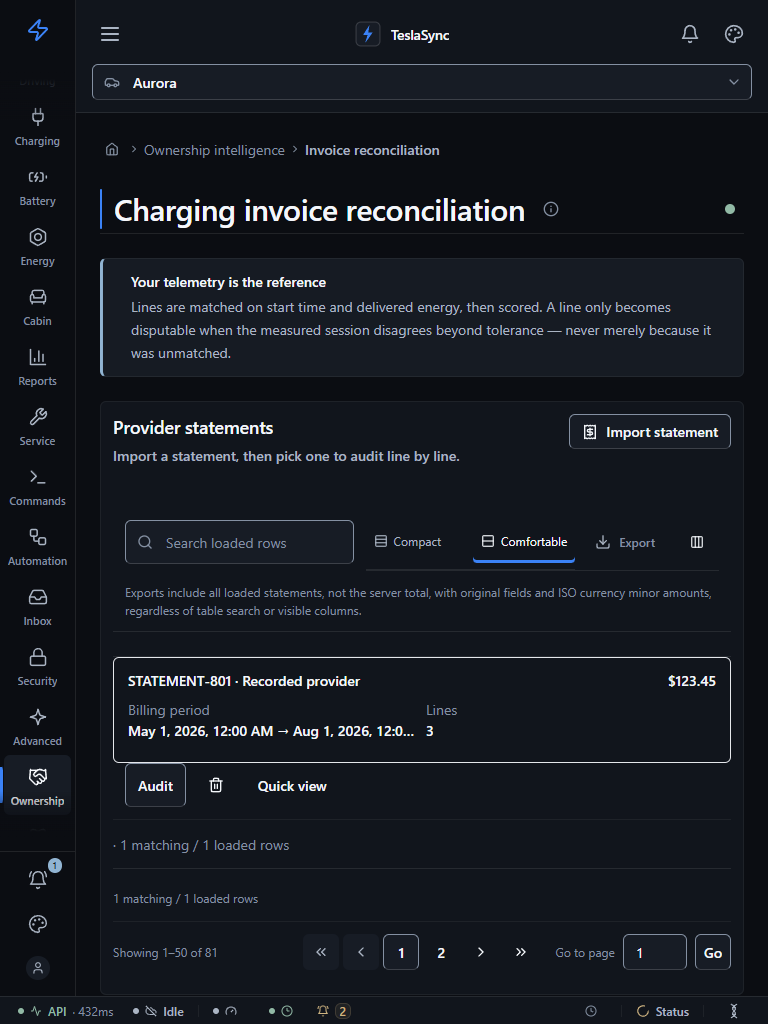 TeslaSync
Aurora
Charging
Battery
Energy
Cabin
Reports
Service
Commands
Automation
Inbox
Security
Advanced
Ownership
1
Ownership intelligence
Invoice reconciliation
Charging invoice reconciliation
Your telemetry is the reference
Lines are matched on start time and delivered energy, then scored. A line only becomes
disputable when the measured session disagrees beyond tolerance — never merely because it
was unmatched.
Provider statements
Import statement
Import a statement, then pick one to audit line by line.
Search loaded rows
Compact
Comfortable
Export
Exports include all loaded statements, not the server total, with original fields and ISO currency minor amounts,
regardless of table search or visible columns.
STATEMENT-801 · Recorded provider
$123.45
Billing period
Lines
May 1, 2026, 12:00 AM → Aug 1, 2026, 12:0...
3
Audit
Quick view
· 1 matching / 1 loaded rows
1 matching / 1 loaded rows
Showing 1–50 of 81
1
2
Go to page
1
Go
API · 432ms
Idle
2
Status